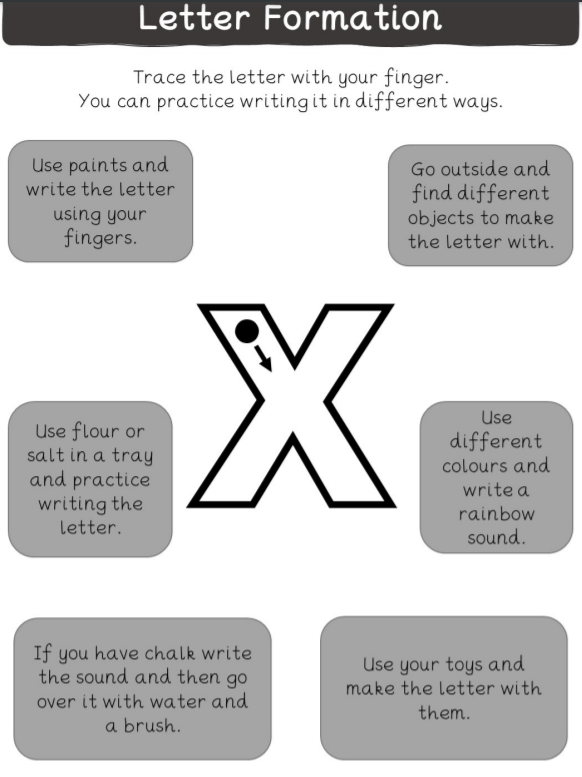 Letter Formation
Trace the letter with your finger.
You can practice writing it in different ways.
Use paints and
write the letter
using your
fingers.
Go outside and
find different
objects to make
the letter with.
x
Use flour or
salt in a tray
and practice
writing the
letter.
Use
different
colours and
write a
rainbow
sound.
If you have chalk write
the sound and then go
over it with water and
a brush.
Use your toys and
make the letter with
them.